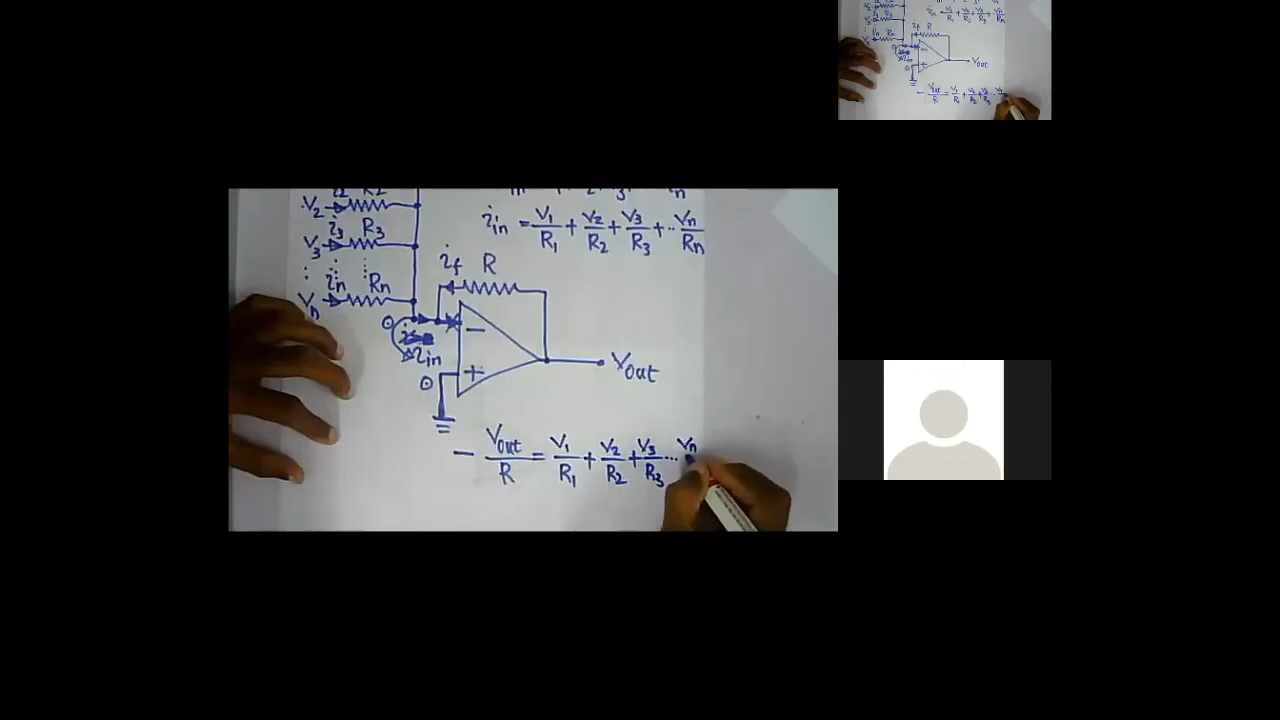 i2 R2
V2
i3 R3
V3
iin = V1/R1 + V2/R2 + V3/R3 + .. Vn/Rn
in Rn
Vn
if R
0
iin
−
+
0
Vout
− Vout/R = V1/R1 + V2/R2 + V3/R3 ... Vn